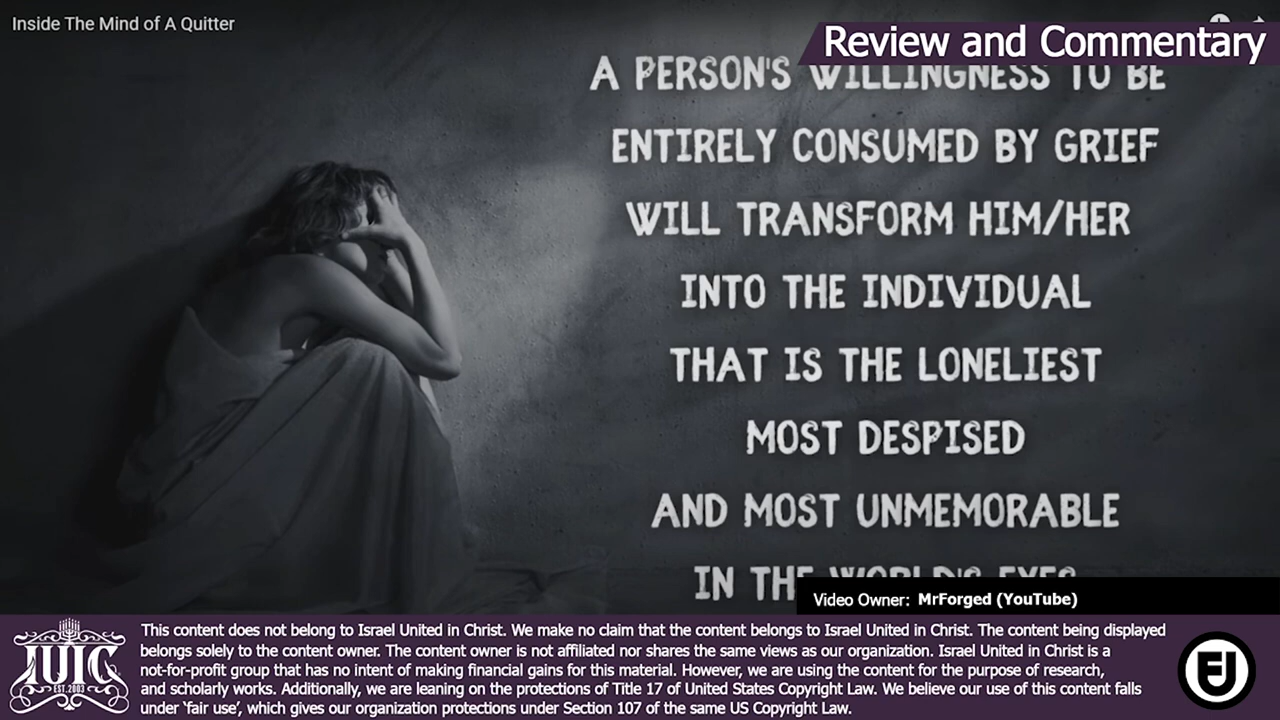 Inside The Mind of A Quitter
Review and Commentary
A PERSON'S WILLINGNESS TO BE
ENTIRELY CONSUMED BY GRIEF
WILL TRANSFORM HIM/HER
INTO THE INDIVIDUAL
THAT IS THE LONELIEST
MOST DESPISED
AND MOST UNMEMORABLE
IN THE WORLD'S EYES
Video Owner: MrForged (YouTube)
This content does not belong to Israel United in Christ. We make no claim that the content belongs to Israel United in Christ. The content being displayed
belongs solely to the content owner. The content owner is not affiliated nor shares the same views as our organization. Israel United in Christ is a
not-for-profit group that has no intent of making financial gains for this material. However, we are using the content for the purpose of research,
and scholarly works. Additionally, we are leaning on the protections of Title 17 of United States Copyright Law. We believe our use of this content falls
under 'fair use', which gives our organization protections under Section 107 of the same US Copyright Law.
IUIC
EST. 2003